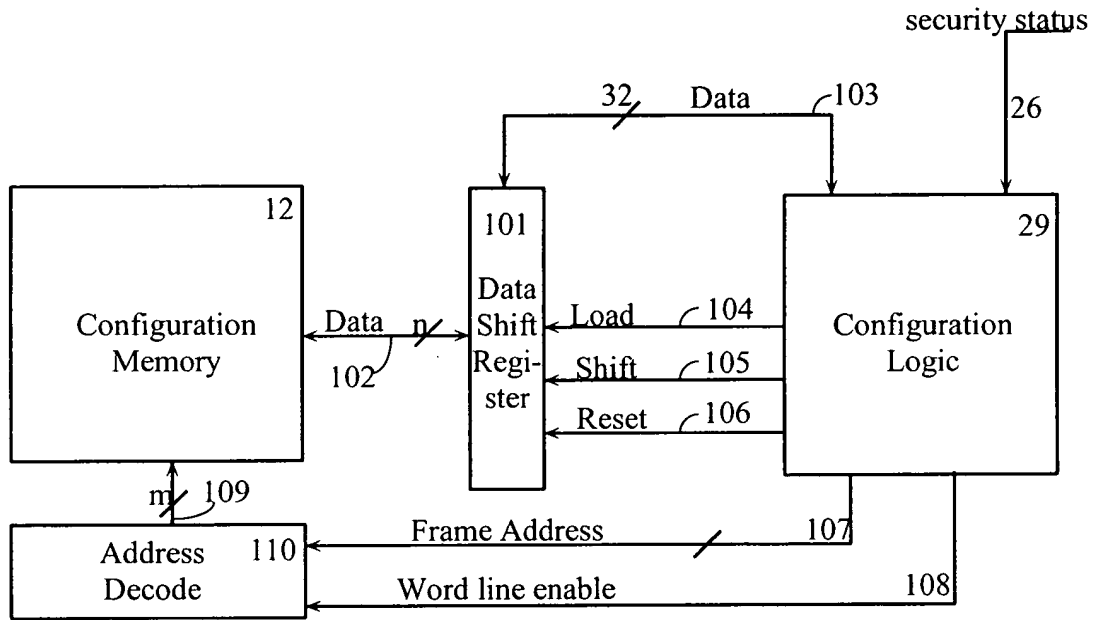 security status
32 Data 103
26
12
101
29
Data
Shift
Regi-
ster
Configuration
Memory
Data n
102
Load 104
Shift 105
Reset 106
Configuration
Logic
m 109
Address
Decode
110
Frame Address 107
Word line enable 108